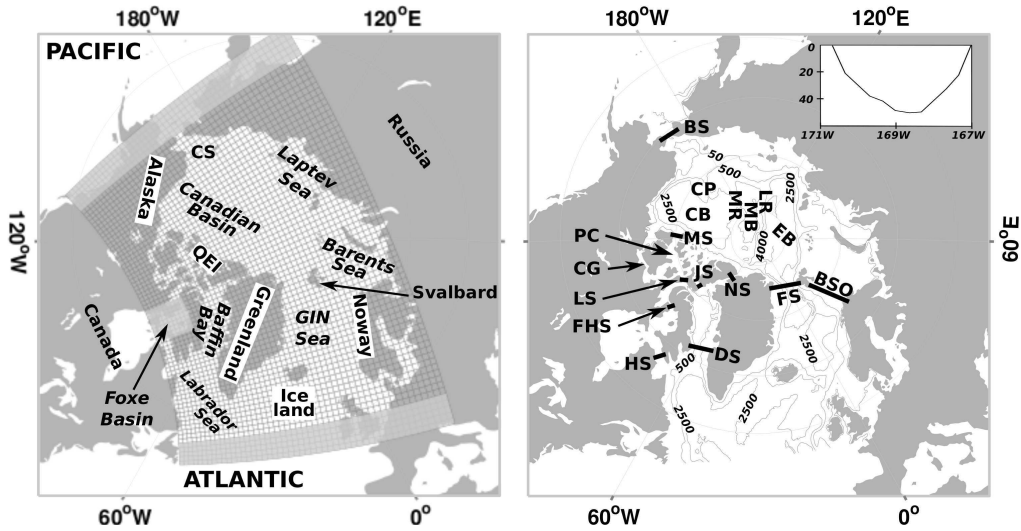 180°W
120°E
PACIFIC
Russia
CS
Laptev
Sea
Alaska
Canadian
Basin
120°W
QEI
Barents
Sea
Svalbard
Greenland
Baffin
Bay
GIN
Sea
Noway
Canada
Foxe
Basin
Labrador
Sea
Ice
land
ATLANTIC
60°W
0°
180°W
120°E
0
20
40
171W
169W
167W
BS
50
500
2500
2500
CP
LR
MR
MB
CB
EB
4000
60°E
PC
MS
CG
JS
LS
NS
FS
BSO
FHS
HS
500
DS
2500
2500
2500
60°W
0°